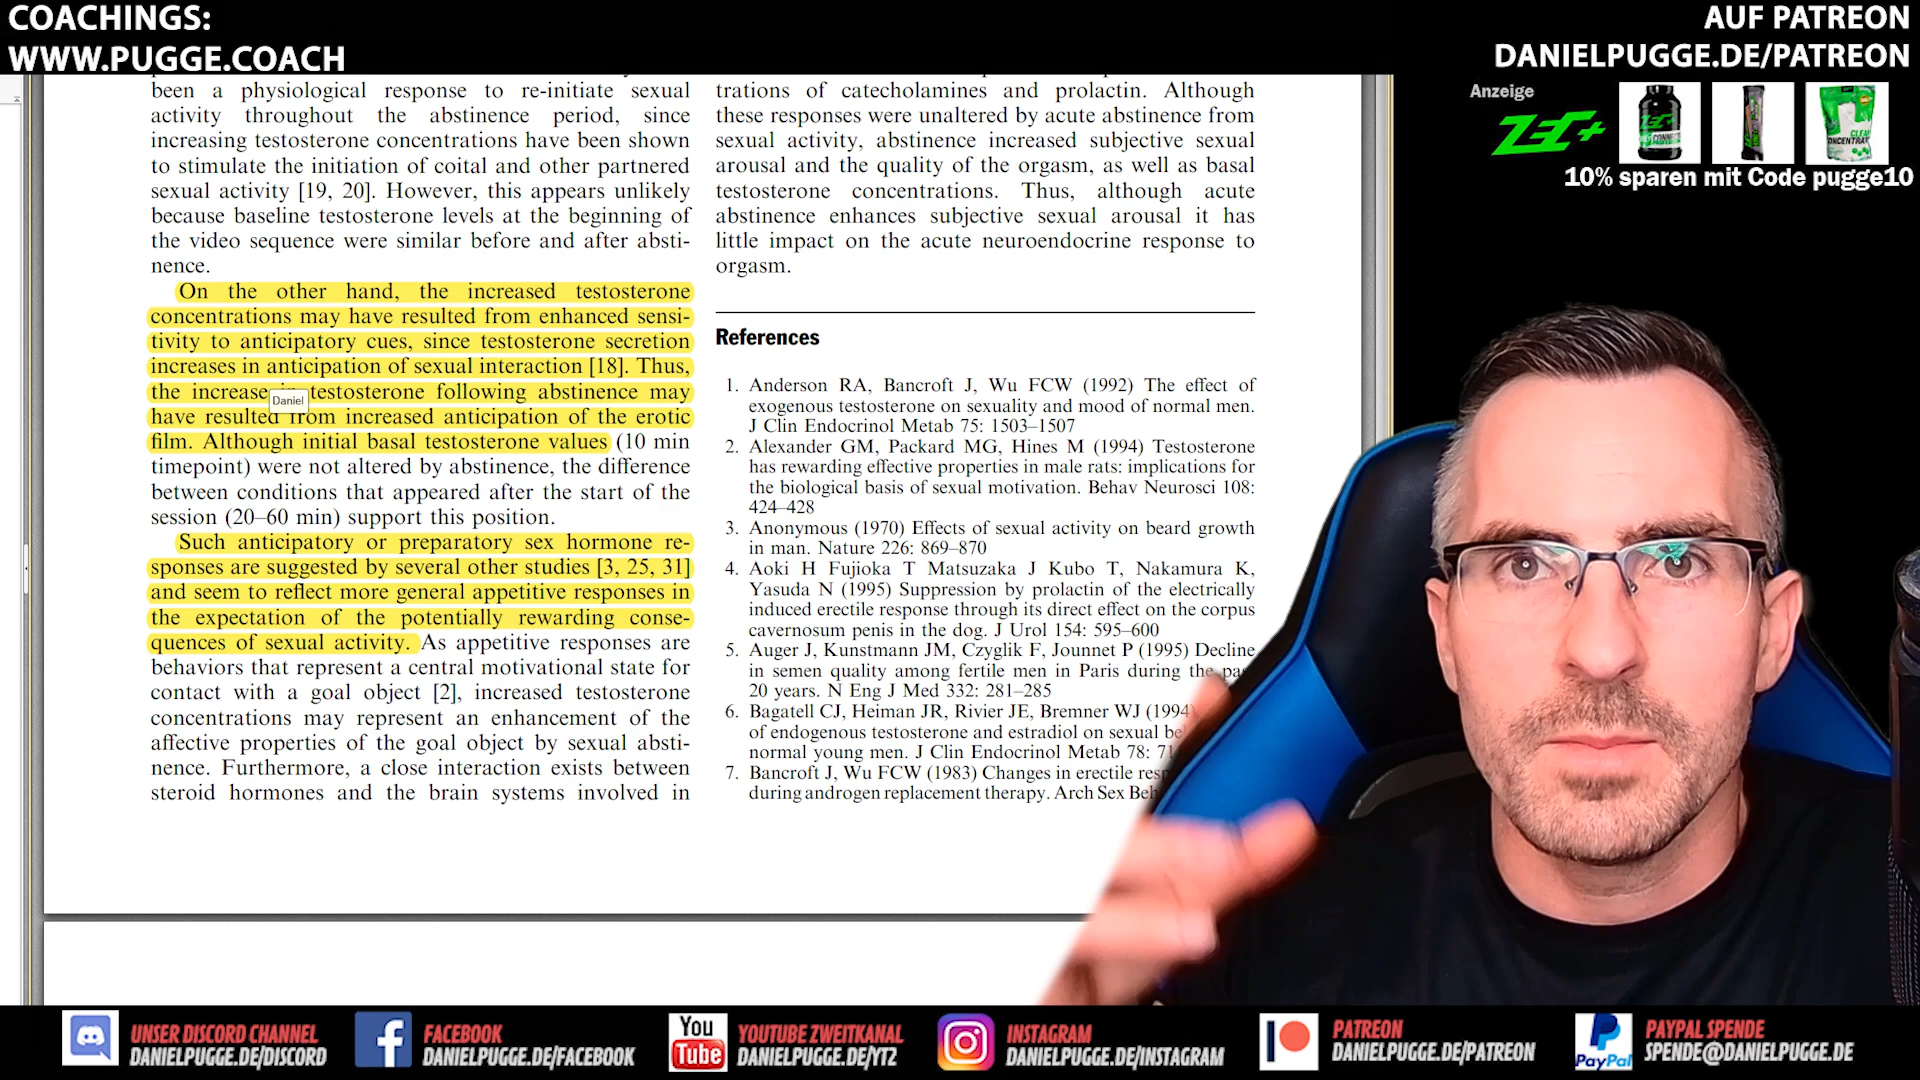 COACHINGS:
WWW.PUGGE.COACH
AUF PATREON
DANIELPUGGE.DE/PATREON
Anzeige
ZEC+
10% sparen mit Code pugge10
been a physiological response to re-initiate sexual
activity throughout the abstinence period, since
increasing testosterone concentrations have been shown
to stimulate the initiation of coital and other partnered
sexual activity [19, 20]. However, this appears unlikely
because baseline testosterone levels at the beginning of
the video sequence were similar before and after absti-
nence.
On the other hand, the increased testosterone
concentrations may have resulted from enhanced sensi-
tivity to anticipatory cues, since testosterone secretion
increases in anticipation of sexual interaction [18]. Thus,
the increase in testosterone following abstinence may
Daniel
have resulted from increased anticipation of the erotic
film. Although initial basal testosterone values (10 min
timepoint) were not altered by abstinence, the difference
between conditions that appeared after the start of the
session (20–60 min) support this position.
Such anticipatory or preparatory sex hormone re-
sponses are suggested by several other studies [3, 25, 31]
and seem to reflect more general appetitive responses in
the expectation of the potentially rewarding conse-
quences of sexual activity. As appetitive responses are
behaviors that represent a central motivational state for
contact with a goal object [2], increased testosterone
concentrations may represent an enhancement of the
affective properties of the goal object by sexual absti-
nence. Furthermore, a close interaction exists between
steroid hormones and the brain systems involved in
trations of catecholamines and prolactin. Although
these responses were unaltered by acute abstinence from
sexual activity, abstinence increased subjective sexual
arousal and the quality of the orgasm, as well as basal
testosterone concentrations. Thus, although acute
abstinence enhances subjective sexual arousal it has
little impact on the acute neuroendocrine response to
orgasm.
References
1. Anderson RA, Bancroft J, Wu FCW (1992) The effect of
exogenous testosterone on sexuality and mood of normal men.
J Clin Endocrinol Metab 75: 1503–1507
2. Alexander GM, Packard MG, Hines M (1994) Testosterone
has rewarding effective properties in male rats: implications for
the biological basis of sexual motivation. Behav Neurosci 108:
424–428
3. Anonymous (1970) Effects of sexual activity on beard growth
in man. Nature 226: 869–870
4. Aoki H Fujioka T Matsuzaka J Kubo T, Nakamura K,
Yasuda N (1995) Suppression by prolactin of the electrically
induced erectile response through its direct effect on the corpus
cavernosum penis in the dog. J Urol 154: 595–600
5. Auger J, Kunstmann JM, Czyglik F, Jounnet P (1995) Decline
in semen quality among fertile men in Paris during the pa
20 years. N Eng J Med 332: 281–285
6. Bagatell CJ, Heiman JR, Rivier JE, Bremner WJ (1994
of endogenous testosterone and estradiol on sexual be
normal young men. J Clin Endocrinol Metab 78: 71
7. Bancroft J, Wu FCW (1983) Changes in erectile resp
during androgen replacement therapy. Arch Sex Beh
UNSER DISCORD CHANNEL
DANIELPUGGE.DE/DISCORD
FACEBOOK
DANIELPUGGE.DE/FACEBOOK
You
Tube
YOUTUBE ZWEITKANAL
DANIELPUGGE.DE/YT2
INSTAGRAM
DANIELPUGGE.DE/INSTAGRAM
PATREON
DANIELPUGGE.DE/PATREON
PayPal
PAYPAL SPENDE
SPENDE@DANIELPUGGE.DE